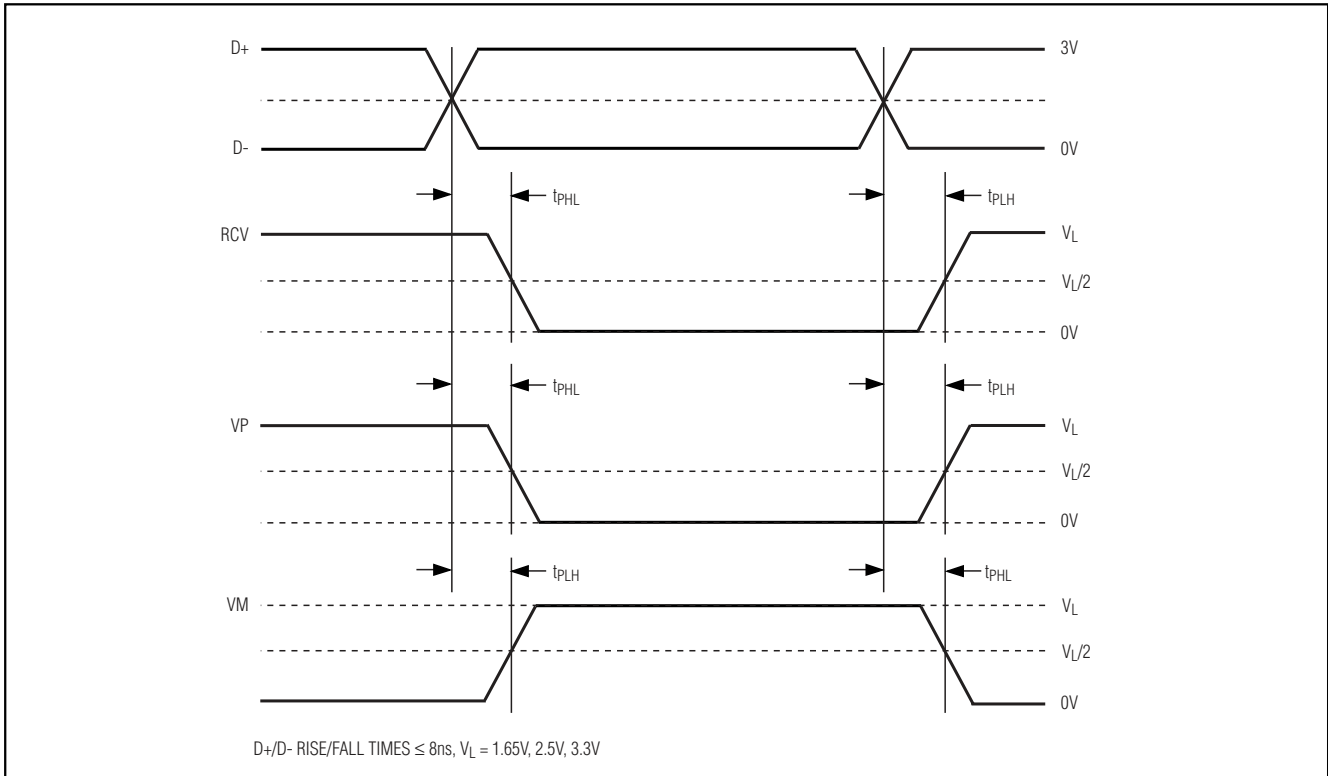 D+ 3V
D- 0V
tPHL tPLH
RCV VL
VL/2
0V
tPHL tPLH
VP VL
VL/2
0V
tPLH tPHL
VM VL
VL/2
0V
D+/D- RISE/FALL TIMES ≤ 8ns, VL = 1.65V, 2.5V, 3.3V